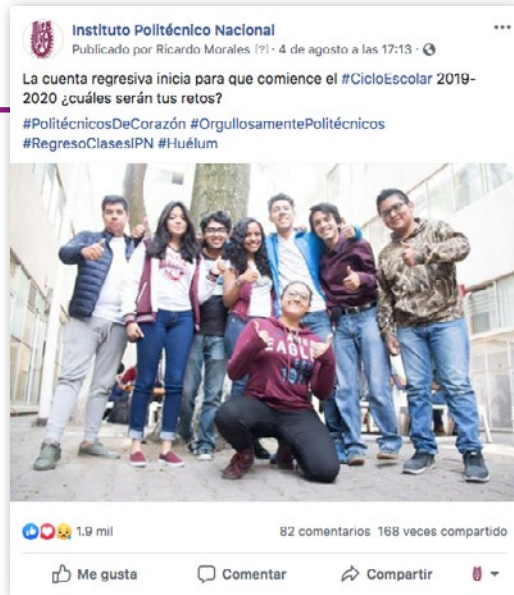 Instituto Politécnico Nacional
Publicado por Ricardo Morales [?] · 4 de agosto a las 17:13 ·
La cuenta regresiva inicia para que comience el #CicloEscolar 2019-
2020 ¿cuáles serán tus retos?
#PolitécnicosDeCorazón #OrgullosamentePolitécnicos
#RegresoClasesIPN #Huélum
EAGLE
1.9 mil
82 comentarios 168 veces compartido
Me gusta
Comentar
Compartir